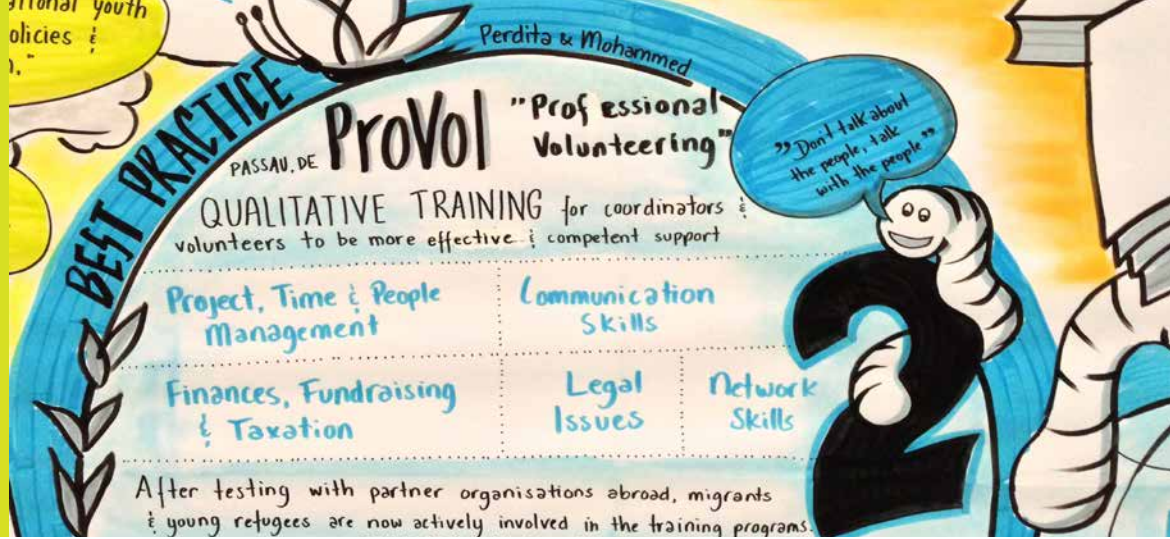 ational youth
olicies &
."
Perdita & Mohammed
BEST PRACTICE
PASSAU, DE ProVol "Professional
Volunteering"
"Don't talk about
the people, talk
with the people"
QUALITATIVE TRAINING for coordinators &
volunteers to be more effective & competent support
Project, Time & People
Management
Communication
Skills
Finances, Fundraising
& Taxation
Legal
Issues
Network
Skills
2
After testing with partner organisations abroad, migrants
& young refugees are now actively involved in the training programs.